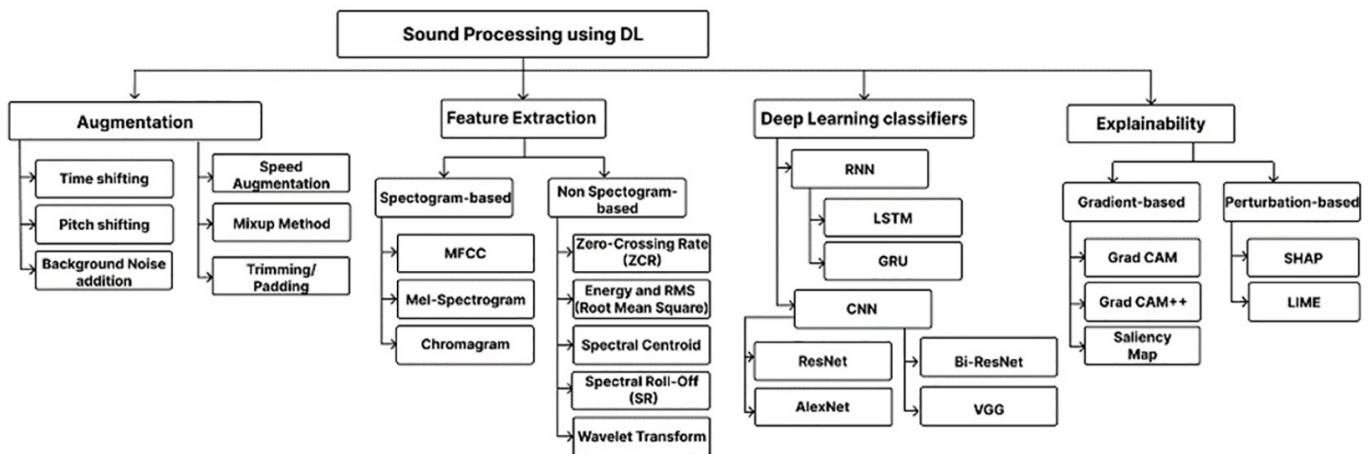 Sound Processing using DL
Augmentation
Feature Extraction
Deep Learning classifiers
Explainability
Time shifting
Pitch shifting
Background Noise
addition
Speed
Augmentation
Mixup Method
Trimming/
Padding
Spectogram-based
MFCC
Mel-Spectrogram
Chromagram
Non Spectogram-
based
Zero-Crossing Rate
(ZCR)
Energy and RMS
(Root Mean Square)
Spectral Centroid
Spectral Roll-Off
(SR)
Wavelet Transform
RNN
LSTM
GRU
CNN
ResNet
AlexNet
Bi-ResNet
VGG
Gradient-based
Grad CAM
Grad CAM++
Saliency
Map
Perturbation-based
SHAP
LIME